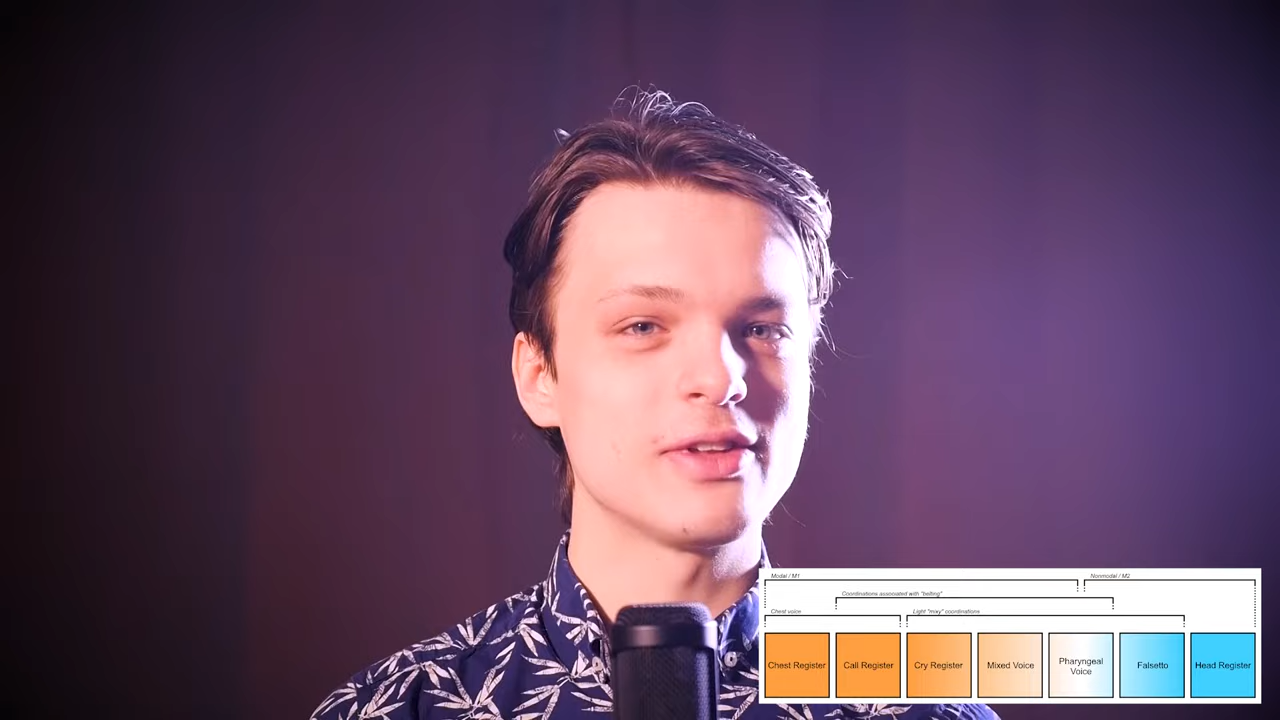 Modal / M1
Nonmodal / M2
Coordinations associated with "belting"
Chest voice
Light "mixy" coordinations
Chest Register
Call Register
Cry Register
Mixed Voice
Pharyngeal
Voice
Falsetto
Head Register